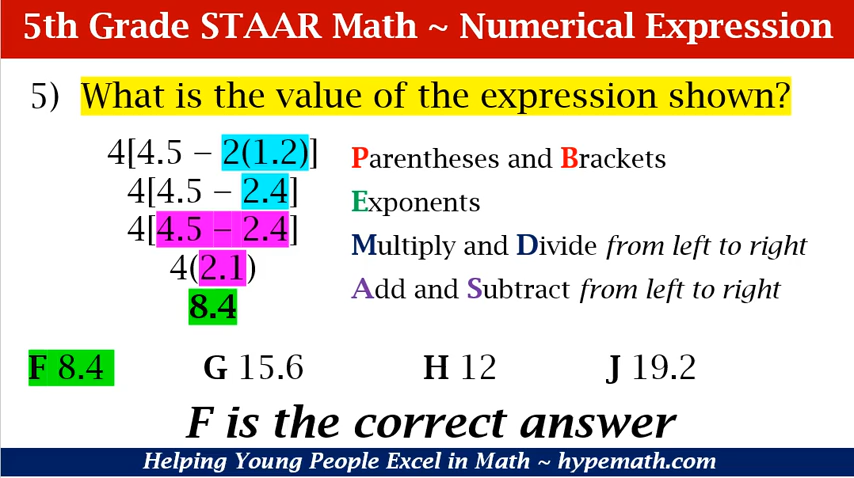 5th Grade STAAR Math ~ Numerical Expression
5) What is the value of the expression shown?
4[4.5 − 2(1.2)]
4[4.5 − 2.4]
4[4.5 − 2.4]
4(2.1)
8.4
Parentheses and Brackets
Exponents
Multiply and Divide from left to right
Add and Subtract from left to right
F 8.4 G 15.6 H 12 J 19.2
F is the correct answer
Helping Young People Excel in Math ~ hypemath.com